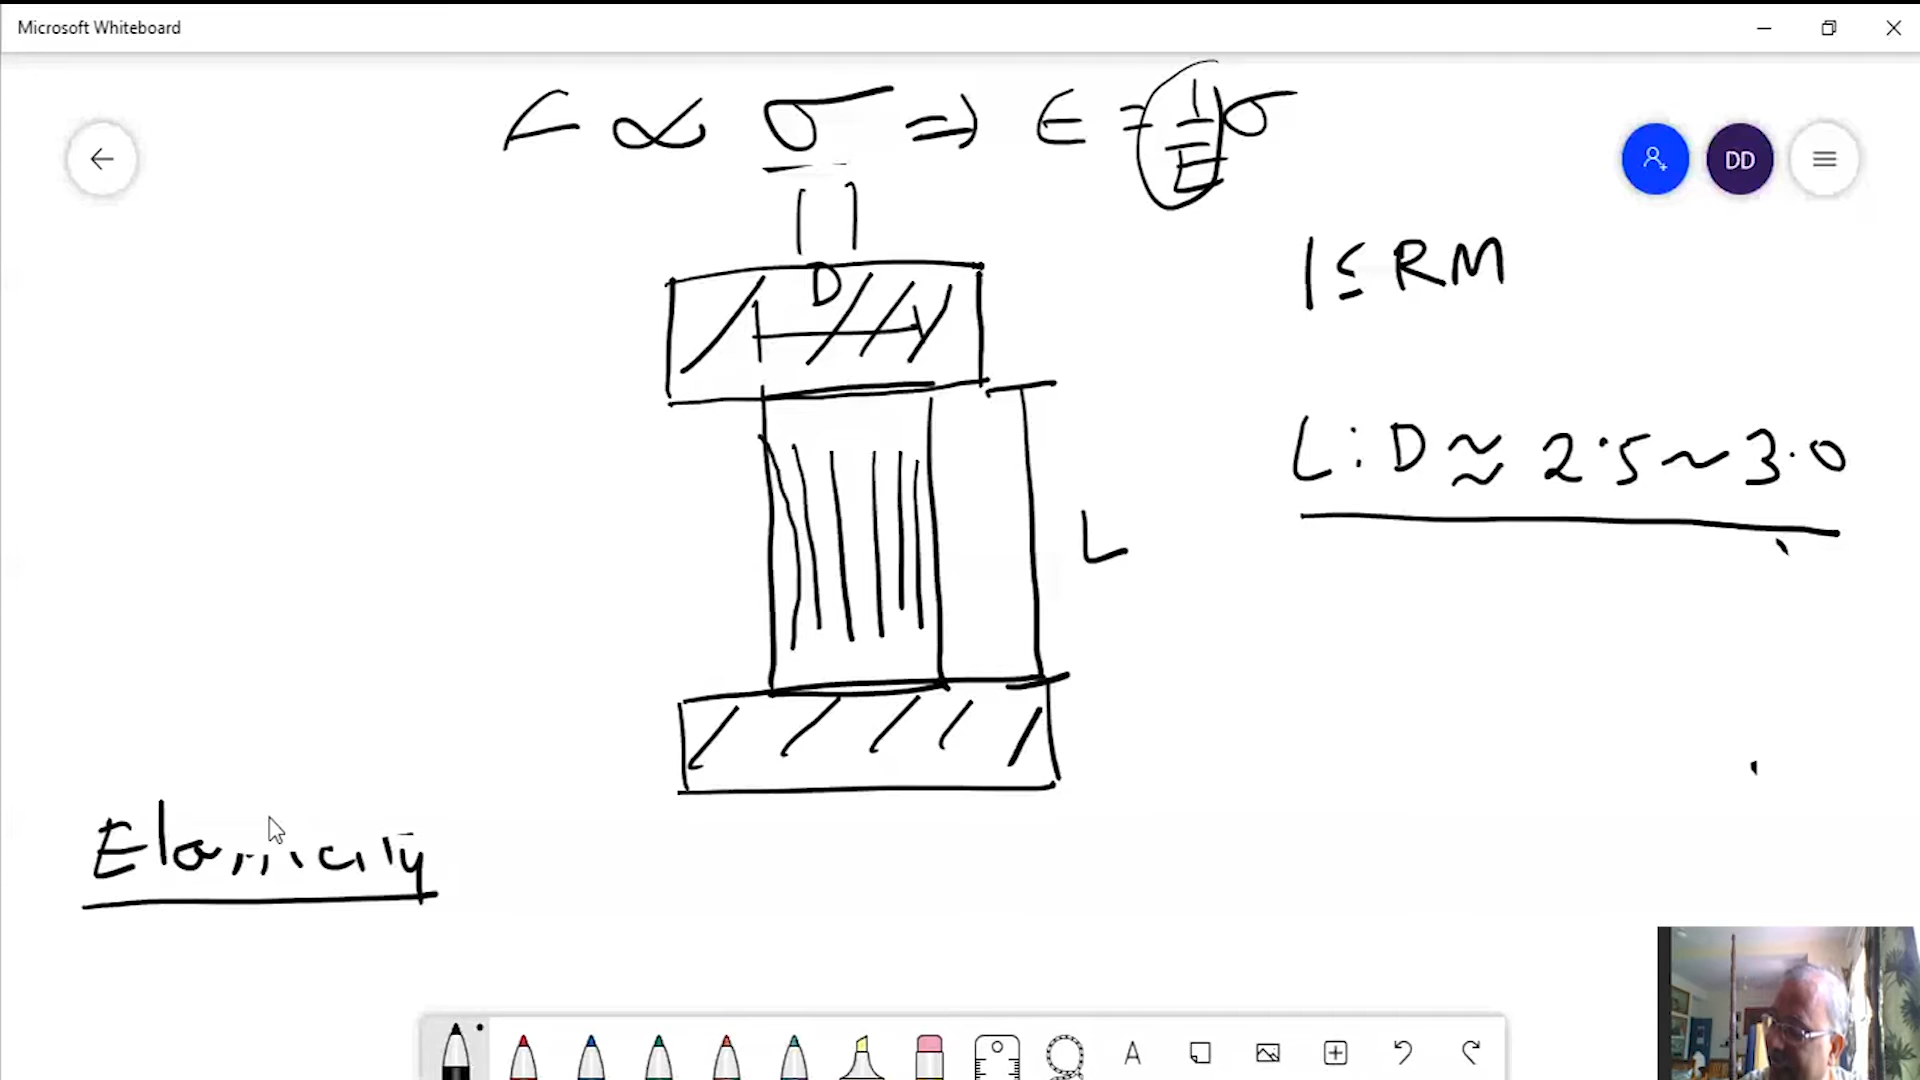 Microsoft Whiteboard
∈ ∝ σ ⇒ ∈ = 1/E σ
DD
D
ISRM
L : D ≈ 2.5 ~ 3.0
L
Elasticity
A